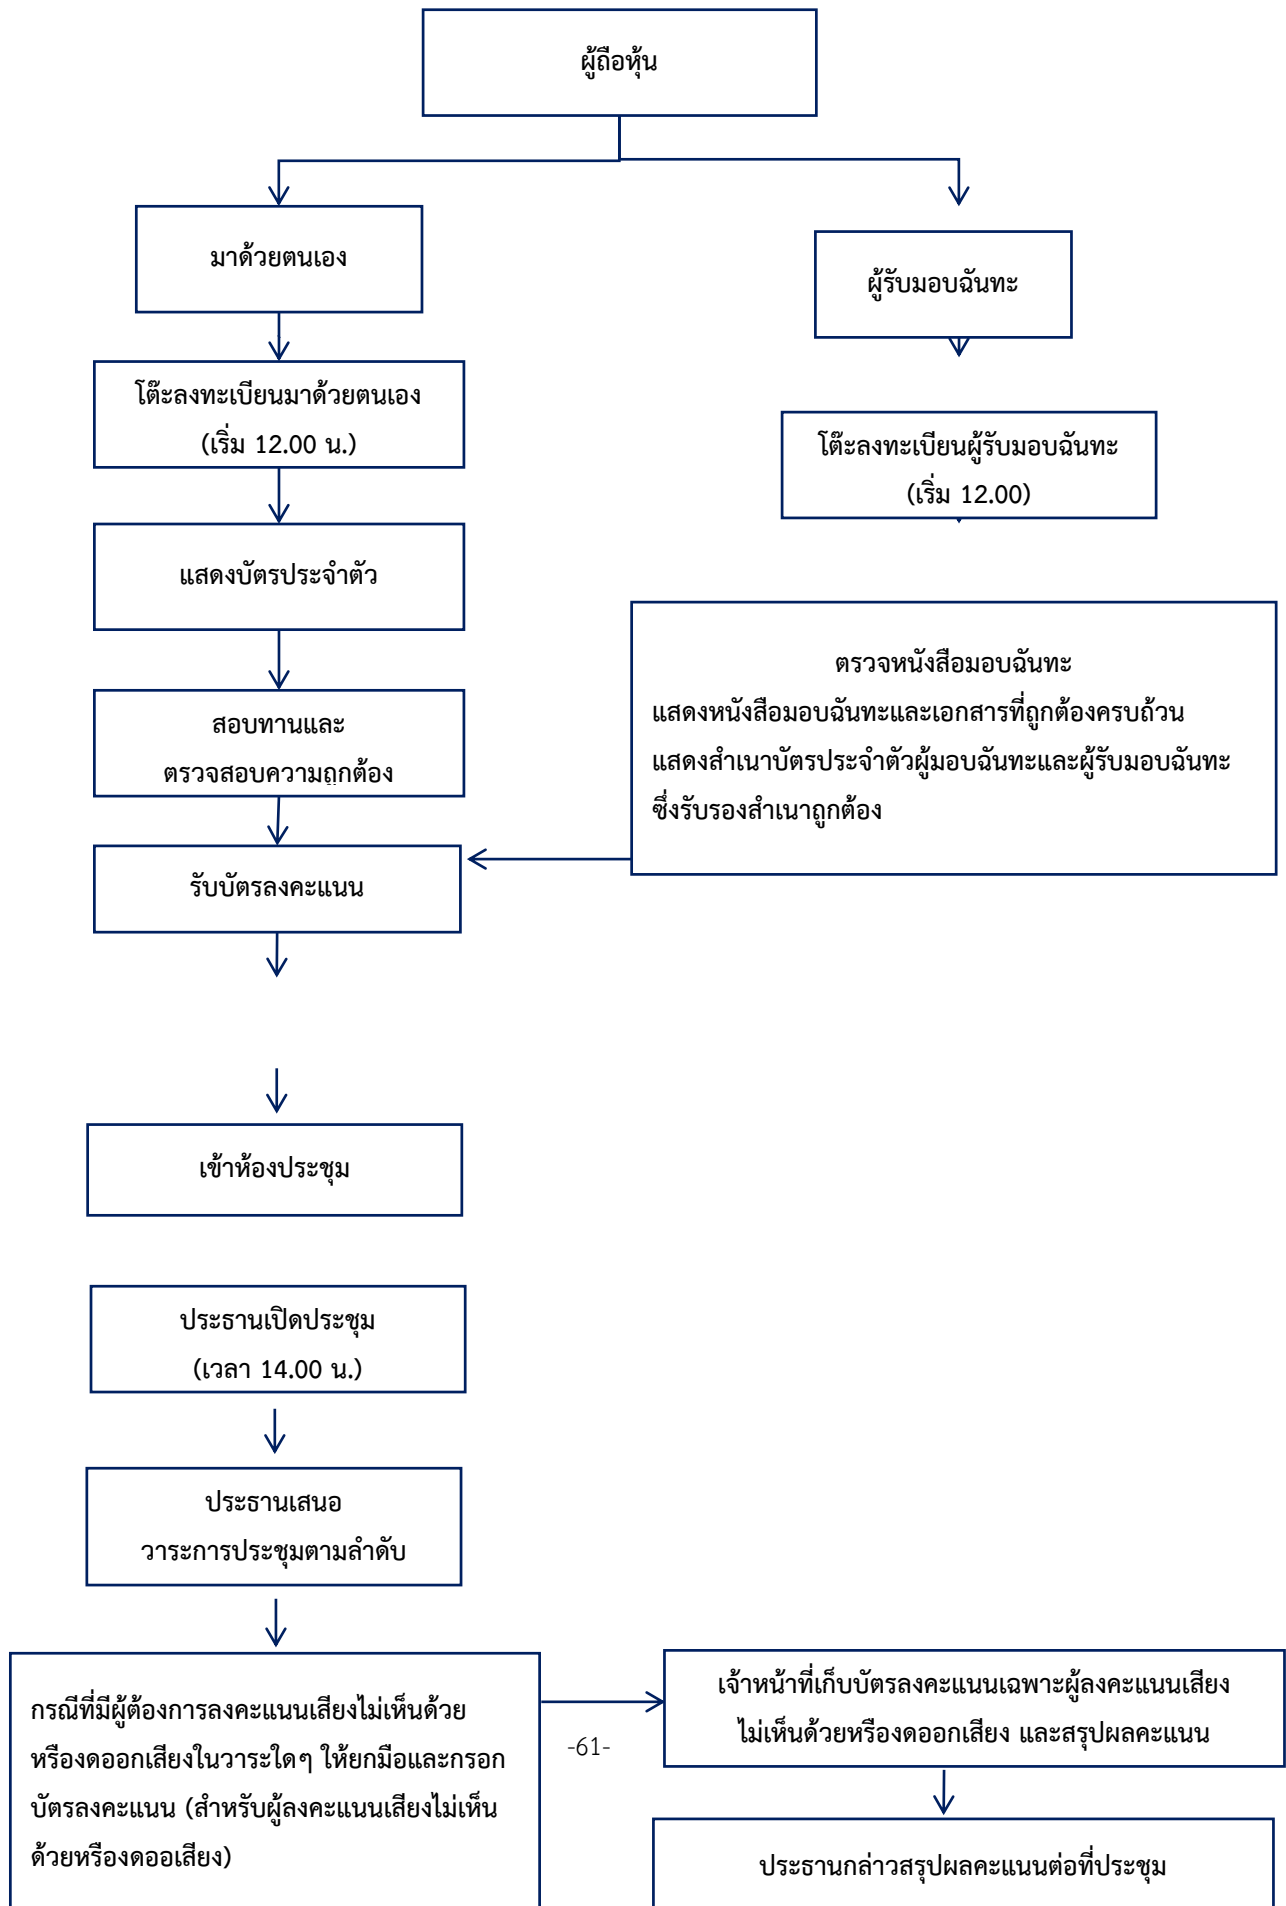 ผู้ถือหุ้น
มาด้วยตนเอง
ผู้รับมอบฉันทะ
โต๊ะลงทะเบียนมาด้วยตนเอง
(เริ่ม 12.00 น.)
โต๊ะลงทะเบียนผู้รับมอบฉันทะ
(เริ่ม 12.00)
แสดงบัตรประจำตัว
ตรวจหนังสือมอบฉันทะ
แสดงหนังสือมอบฉันทะและเอกสารที่ถูกต้องครบถ้วน
แสดงสำเนาบัตรประจำตัวผู้มอบฉันทะและผู้รับมอบฉันทะ
ซึ่งรับรองสำเนาถูกต้อง
สอบทานและ
ตรวจสอบความถูกต้อง
รับบัตรลงคะแนน
เข้าห้องประชุม
ประธานเปิดประชุม
(เวลา 14.00 น.)
ประธานเสนอ
วาระการประชุมตามลำดับ
กรณีที่มีผู้ต้องการลงคะแนนเสียงไม่เห็นด้วย
หรืองดออกเสียงในวาระใดๆ ให้ยกมือและกรอก
บัตรลงคะแนน (สำหรับผู้ลงคะแนนเสียงไม่เห็น
ด้วยหรืองดออเสียง)
เจ้าหน้าที่เก็บบัตรลงคะแนนเฉพาะผู้ลงคะแนนเสียง
ไม่เห็นด้วยหรืองดออกเสียง และสรุปผลคะแนน
-61-
ประธานกล่าวสรุปผลคะแนนต่อที่ประชุม